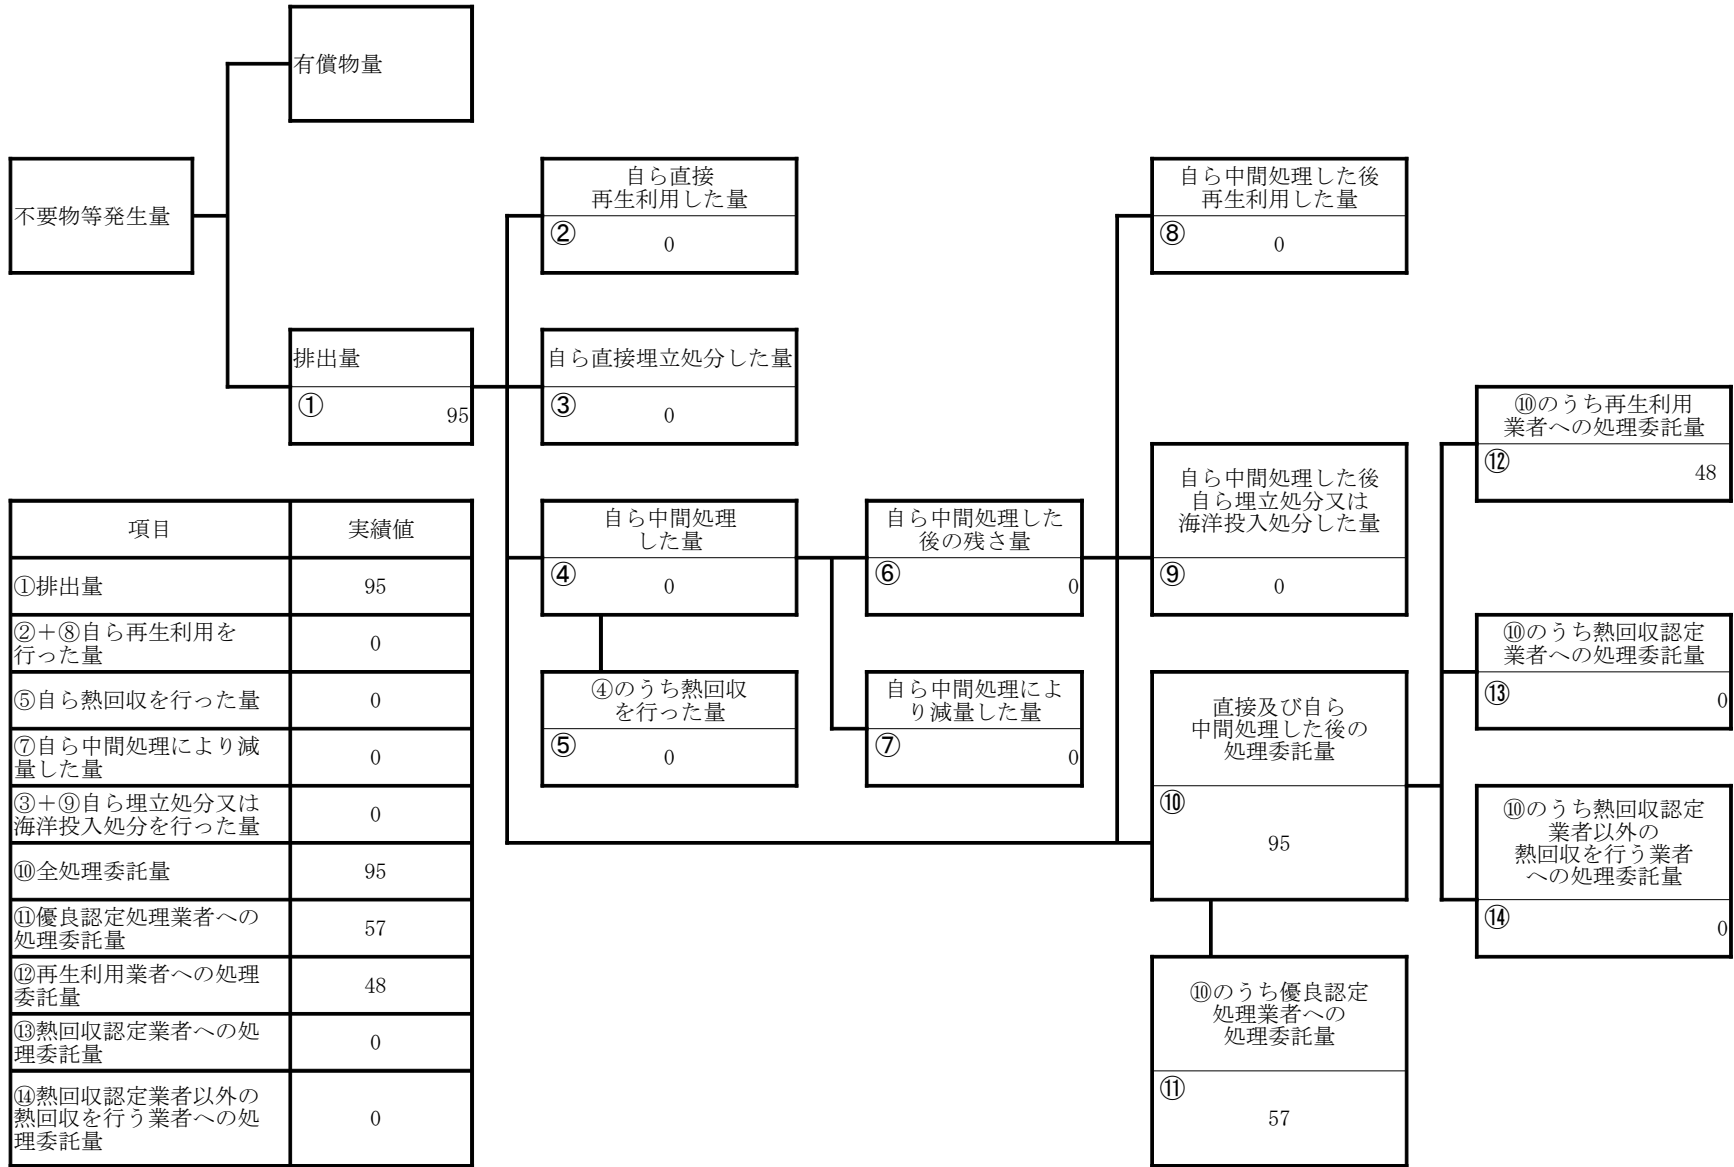 有償物量
不要物等発生量
自ら直接
再生利用した量
②
0
自ら中間処理した後
再生利用した量
⑧
0
排出量
①
95
自ら直接埋立処分した量
③
0
⑩のうち再生利用
業者への処理委託量
⑫
48
自ら中間処理
した量
④
0
自ら中間処理した
後の残さ量
⑥
0
自ら中間処理した後
自ら埋立処分又は
海洋投入処分した量
⑨
0
④のうち熱回収
を行った量
⑤
0
自ら中間処理によ
り減量した量
⑦
0
直接及び自ら
中間処理した後の
処理委託量
⑩
95
⑩のうち熱回収認定
業者への処理委託量
⑬
0
⑩のうち熱回収認定
業者以外の
熱回収を行う業者
への処理委託量
⑭
0
⑩のうち優良認定
処理業者への
処理委託量
⑪
57
項目
実績値
①排出量
95
②＋⑧自ら再生利用を
行った量
0
⑤自ら熱回収を行った量
0
⑦自ら中間処理により減
量した量
0
③＋⑨自ら埋立処分又は
海洋投入処分を行った量
0
⑩全処理委託量
95
⑪優良認定処理業者への
処理委託量
57
⑫再生利用業者への処理
委託量
48
⑬熱回収認定業者への処
理委託量
0
⑭熱回収認定業者以外の
熱回収を行う業者への処
理委託量
0